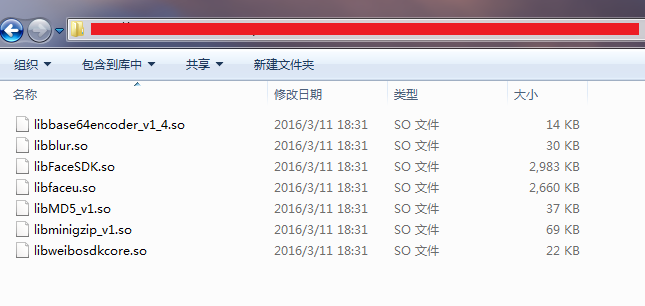 组织 包含到库中 共享 新建文件夹
名称 修改日期 类型 大小
libbase64encoder_v1_4.so 2016/3/11 18:31 SO 文件 14 KB
libblur.so 2016/3/11 18:31 SO 文件 30 KB
libFaceSDK.so 2016/3/11 18:31 SO 文件 2,983 KB
libfaceu.so 2016/3/11 18:31 SO 文件 2,660 KB
libMD5_v1.so 2016/3/11 18:31 SO 文件 37 KB
libminigzip_v1.so 2016/3/11 18:31 SO 文件 69 KB
libweibosdkcore.so 2016/3/11 18:31 SO 文件 22 KB